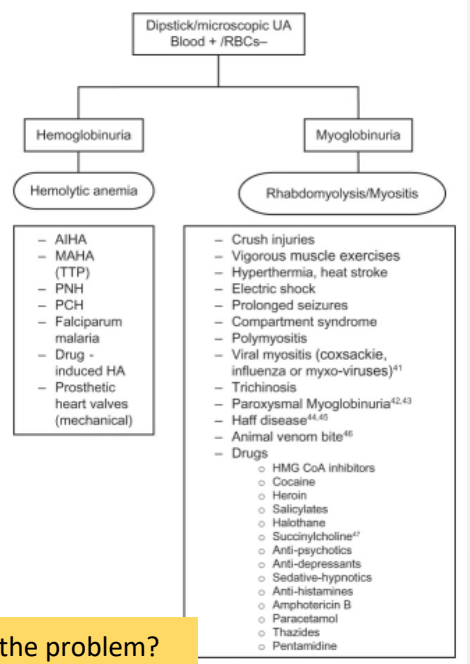 Dipstick/microscopic UA
Blood + /RBCs–
Hemoglobinuria
Myoglobinuria
Hemolytic anemia
Rhabdomyolysis/Myositis
– AIHA
– MAHA
(TTP)
– PNH
– PCH
– Falciparum
malaria
– Drug -
induced HA
– Prosthetic
heart valves
(mechanical)
– Crush injuries
– Vigorous muscle exercises
– Hyperthermia, heat stroke
– Electric shock
– Prolonged seizures
– Compartment syndrome
– Polymyositis
– Viral myositis (coxsackie,
influenza or myxo-viruses)⁴¹
– Trichinosis
– Paroxysmal Myoglobinuria⁴²,⁴³
– Haff disease⁴⁴,⁴⁵
– Animal venom bite⁴⁶
– Drugs
○ HMG CoA inhibitors
○ Cocaine
○ Heroin
○ Salicylates
○ Halothane
○ Succinylcholine⁴⁷
○ Anti-psychotics
○ Anti-depressants
○ Sedative-hypnotics
○ Anti-histamines
○ Amphotericin B
○ Paracetamol
○ Thazides
○ Pentamidine
the problem?